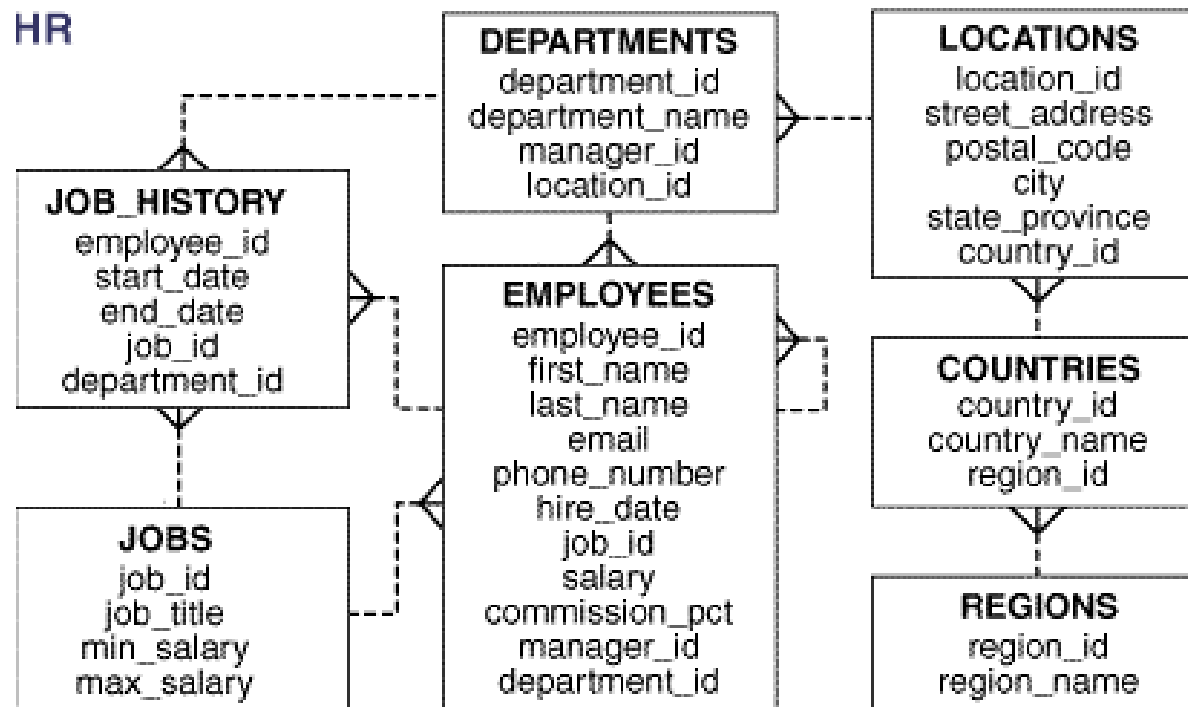 HR
DEPARTMENTS
department_id
department_name
manager_id
location_id
LOCATIONS
location_id
street_address
postal_code
city
state_province
country_id
JOB_HISTORY
employee_id
start_date
end_date
job_id
department_id
EMPLOYEES
employee_id
first_name
last_name
email
phone_number
hire_date
job_id
salary
commission_pct
manager_id
department_id
COUNTRIES
country_id
country_name
region_id
JOBS
job_id
job_title
min_salary
max_salary
REGIONS
region_id
region_name